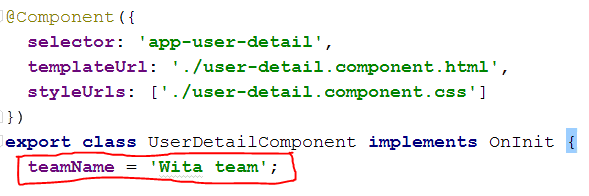 @Component({
  selector: 'app-user-detail',
  templateUrl: './user-detail.component.html',
  styleUrls: ['./user-detail.component.css']
})
export class UserDetailComponent implements OnInit {
  teamName = 'Wita team';